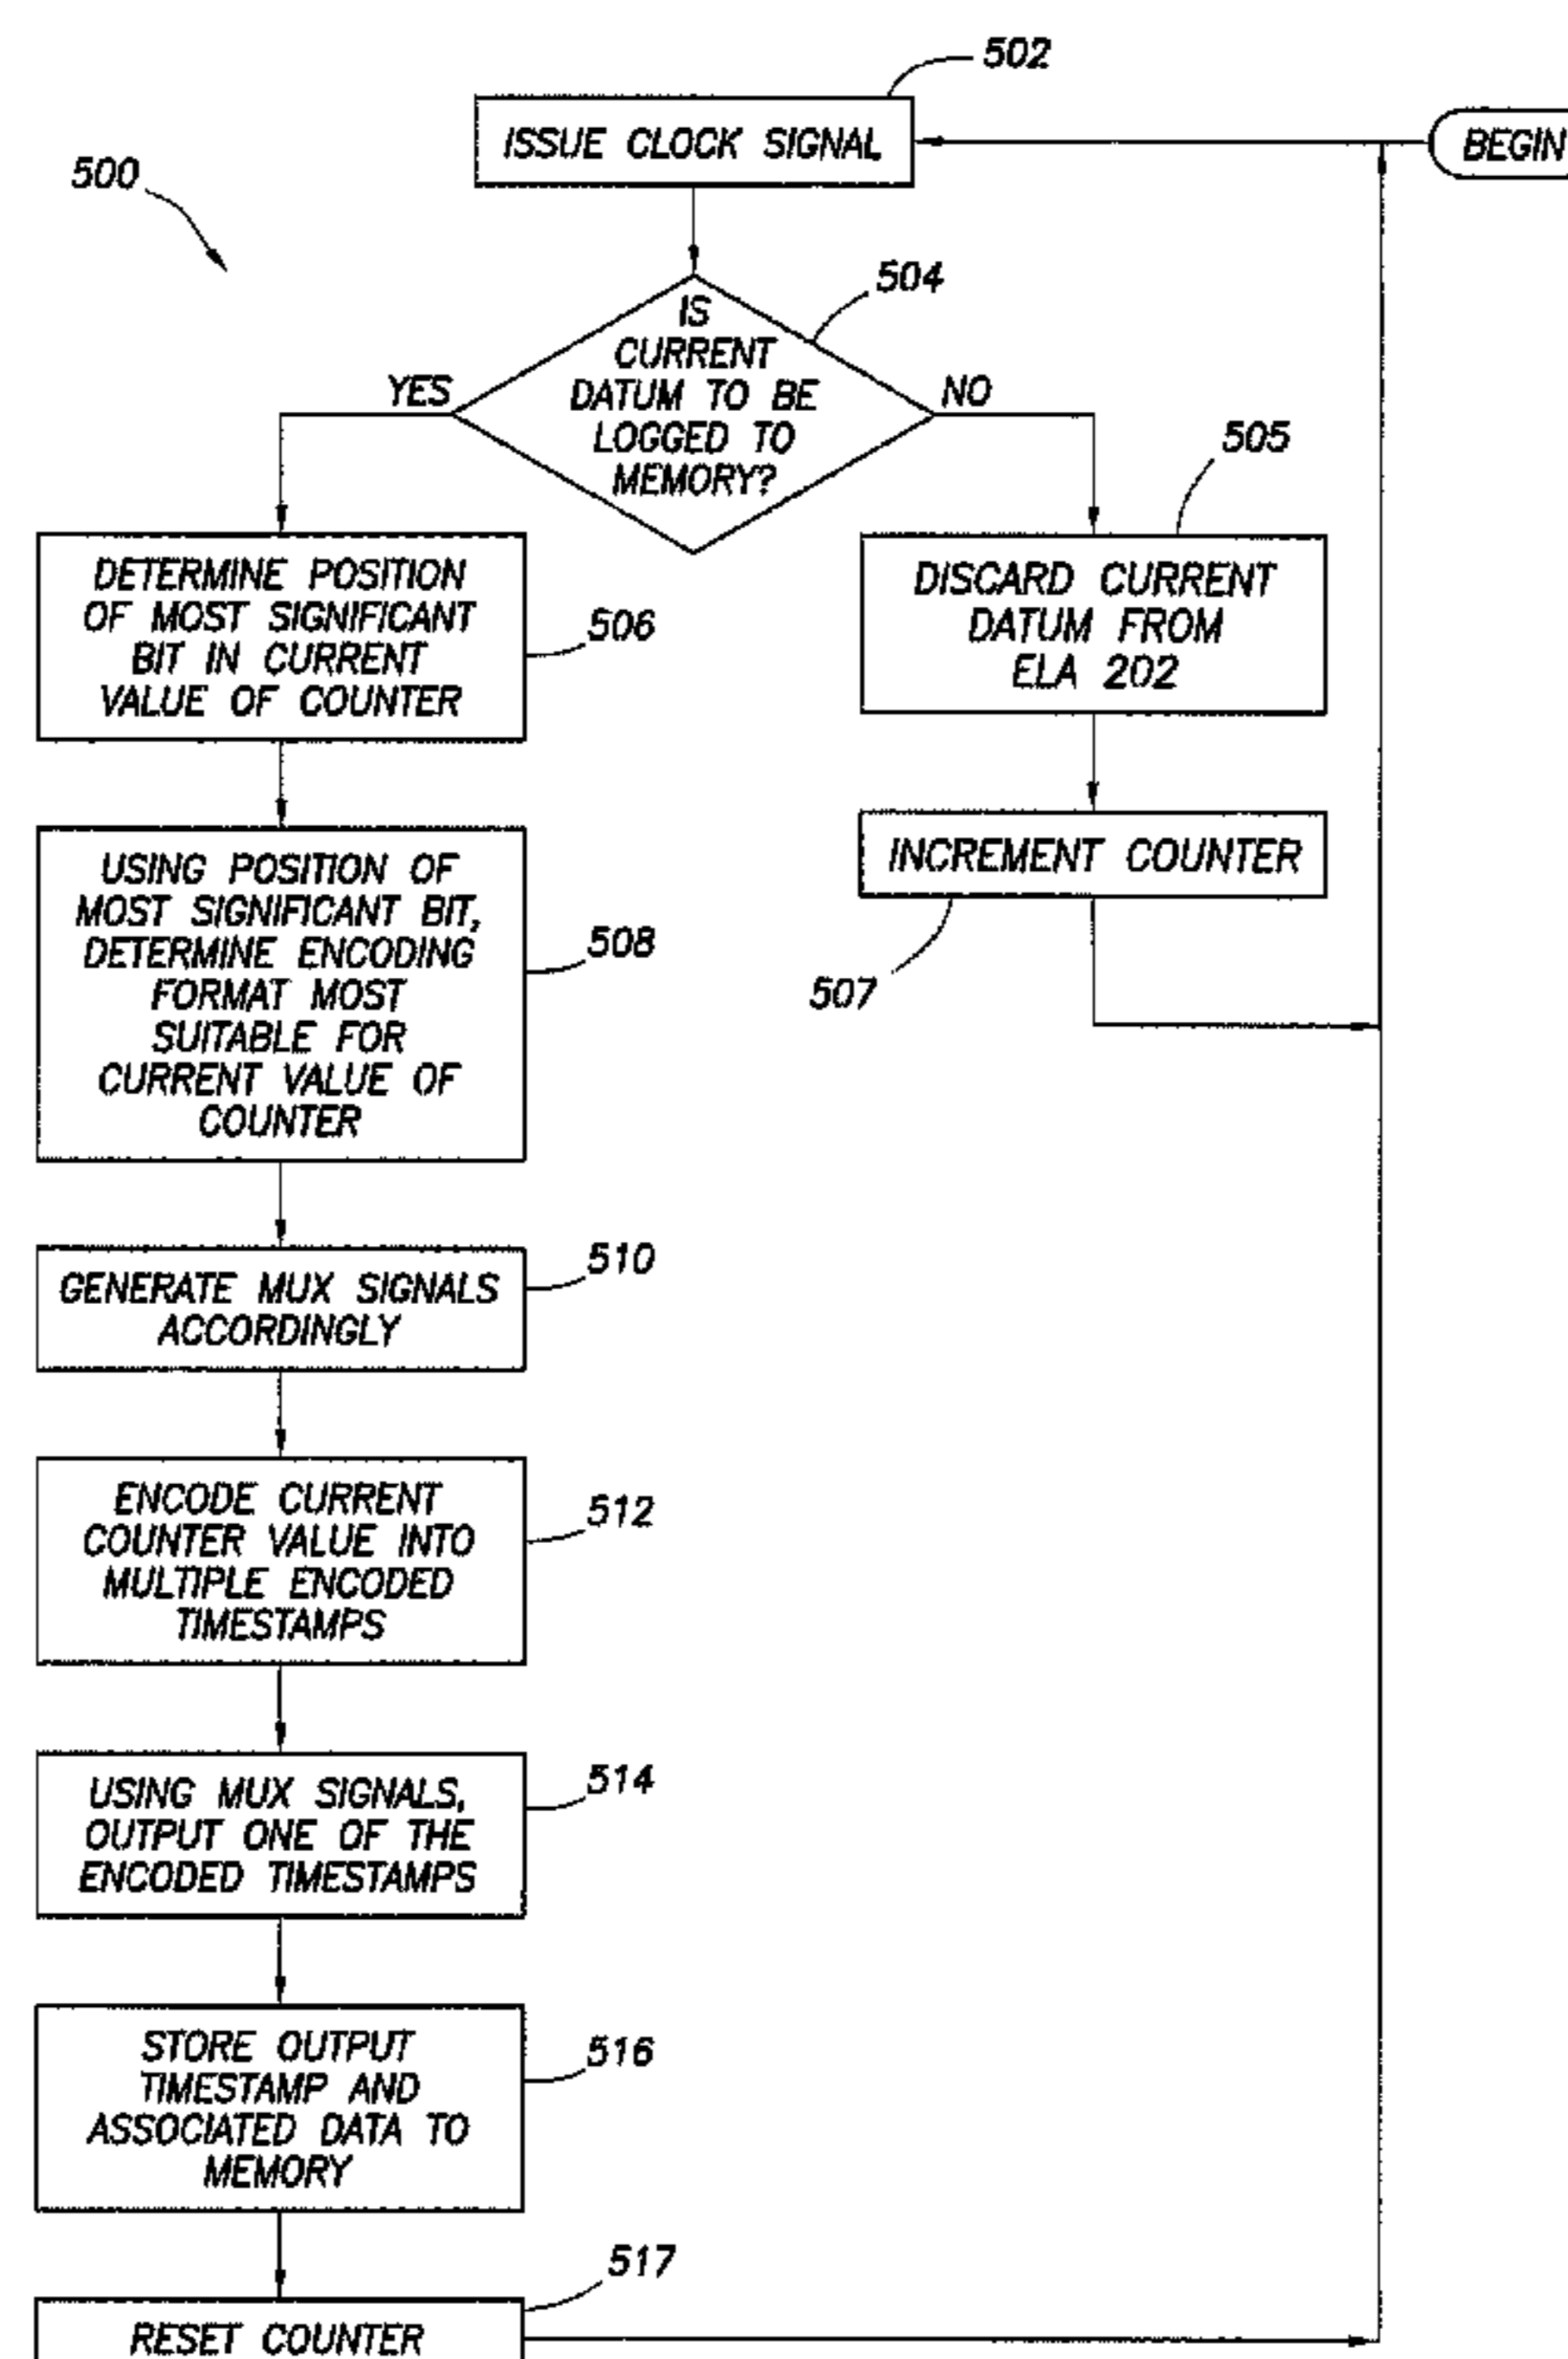 502
ISSUE CLOCK SIGNAL
BEGIN
500
504
IS
CURRENT
DATUM TO BE
LOGGED TO
MEMORY?
YES
NO
505
DETERMINE POSITION
OF MOST SIGNIFICANT
BIT IN CURRENT
VALUE OF COUNTER
506
DISCARD CURRENT
DATUM FROM
ELA 202
USING POSITION OF
MOST SIGNIFICANT BIT,
DETERMINE ENCODING
FORMAT MOST
SUITABLE FOR
CURRENT VALUE OF
COUNTER
508
INCREMENT COUNTER
507
GENERATE MUX SIGNALS
ACCORDINGLY
510
ENCODE CURRENT
COUNTER VALUE INTO
MULTIPLE ENCODED
TIMESTAMPS
512
USING MUX SIGNALS,
OUTPUT ONE OF THE
ENCODED TIMESTAMPS
514
STORE OUTPUT
TIMESTAMP AND
ASSOCIATED DATA TO
MEMORY
516
517
RESET COUNTER